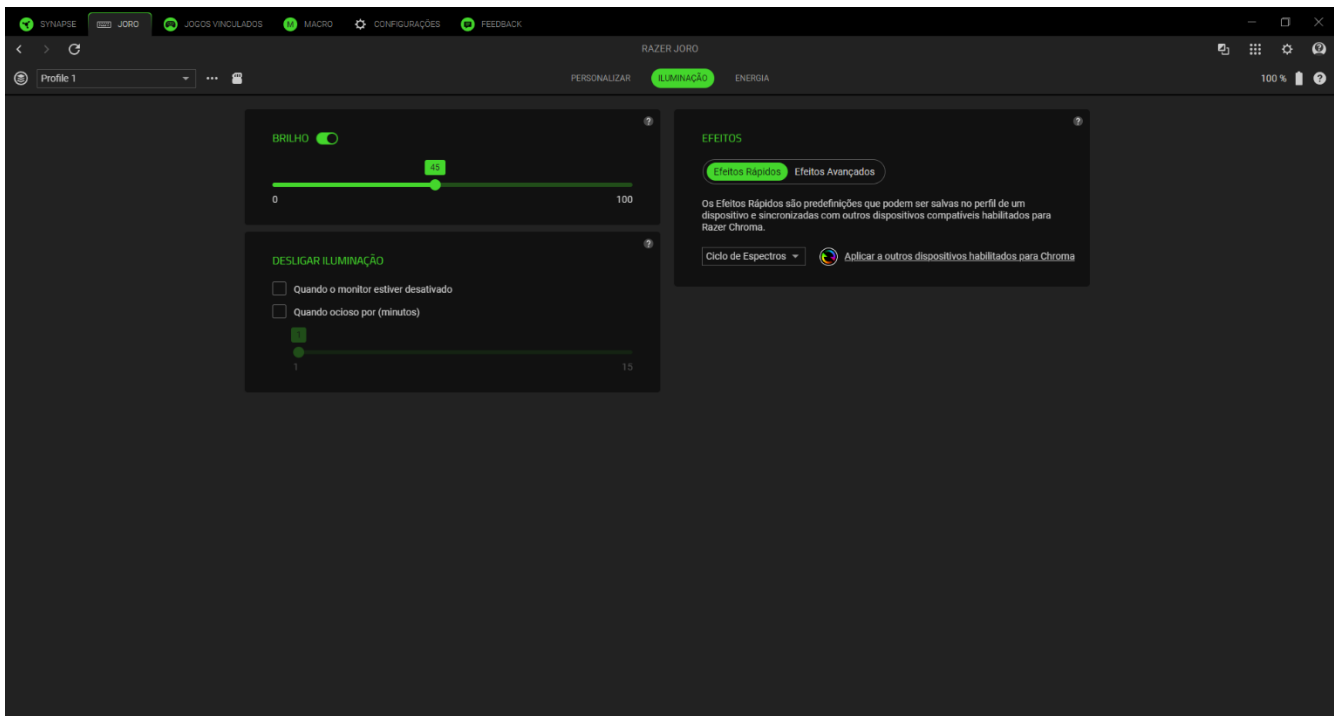 SYNAPSE JORO JOGOS VINCULADOS M MACRO CONFIGURAÇÕES FEEDBACK
RAZER JORO
Profile 1
PERSONALIZAR ILUMINAÇÃO ENERGIA
100 %
BRILHO
45
0 100
DESLIGAR ILUMINAÇÃO
Quando o monitor estiver desativado
Quando ocioso por (minutos)
1
1 15
EFEITOS
Efeitos Rápidos Efeitos Avançados
Os Efeitos Rápidos são predefinições que podem ser salvas no perfil de um
dispositivo e sincronizadas com outros dispositivos compatíveis habilitados para
Razer Chroma.
Ciclo de Espectros Aplicar a outros dispositivos habilitados para Chroma